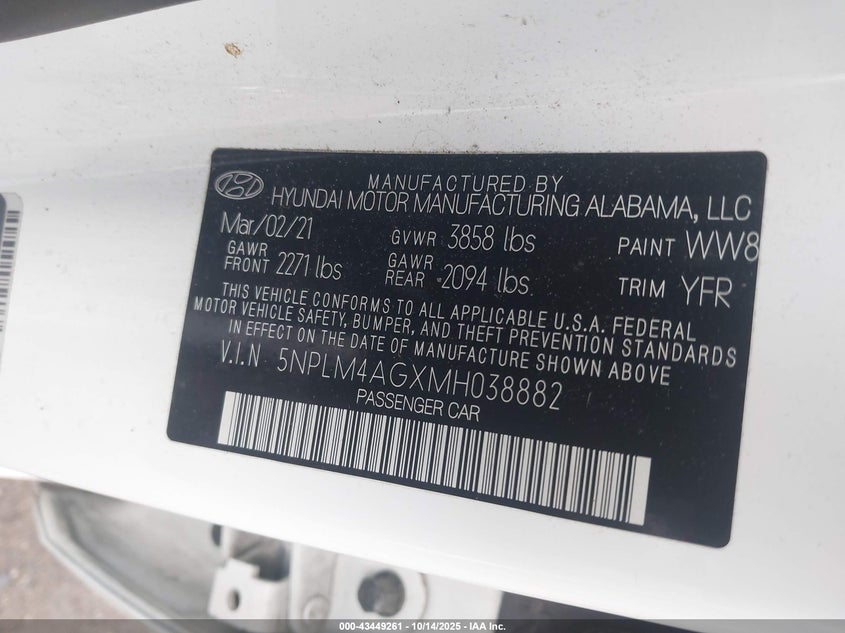 MANUFACTURED BY
HYUNDAI MOTOR MANUFACTURING ALABAMA, LLC
Mar/02/21 GVWR 3858 lbs PAINT WW8
GAWR FRONT 2271 lbs GAWR REAR 2094 lbs TRIM YFR
THIS VEHICLE CONFORMS TO ALL APPLICABLE U.S.A. FEDERAL
MOTOR VEHICLE SAFETY, BUMPER, AND THEFT PREVENTION STANDARDS
IN EFFECT ON THE DATE OF MANUFACTURE SHOWN ABOVE
V.I.N 5NPLM4AGXMH038882
PASSENGER CAR
000-43449261 - 10/14/2025 - IAA Inc.